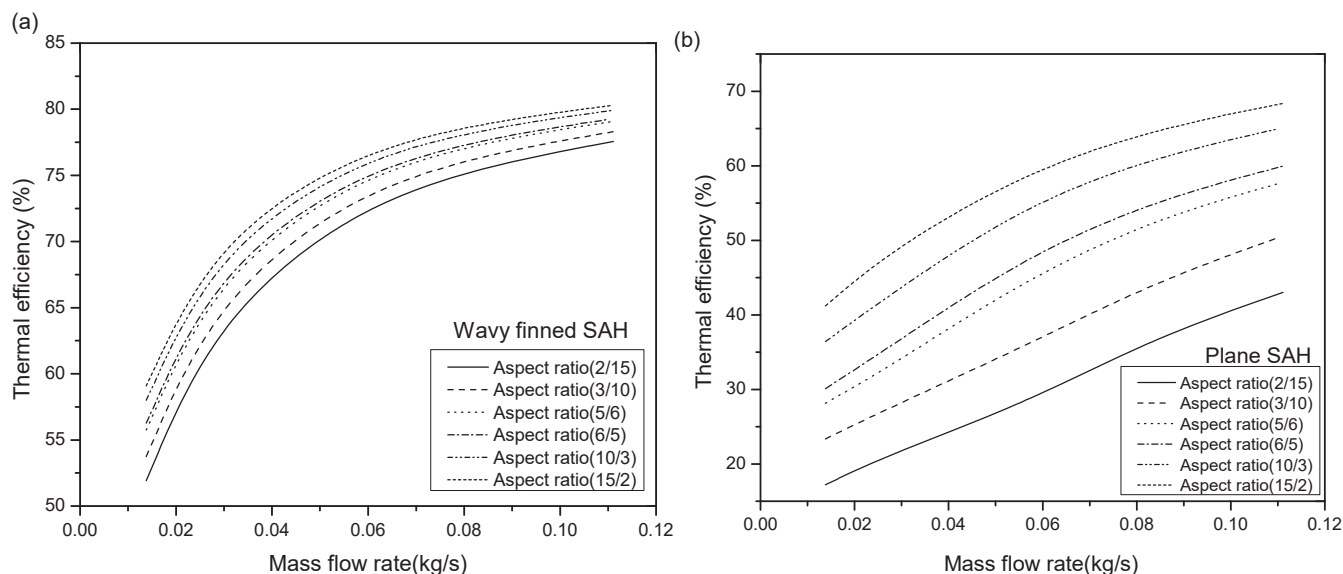 (a)
85
80
75
70
65
60
55
50
Thermal efficiency (%)
0.00 0.02 0.04 0.06 0.08 0.10 0.12
Mass flow rate(kg/s)
Wavy finned SAH
Aspect ratio(2/15)
Aspect ratio(3/10)
Aspect ratio(5/6)
Aspect ratio(6/5)
Aspect ratio(10/3)
Aspect ratio(15/2)
(b)
70
60
50
40
30
20
Thermal efficiency (%)
0.00 0.02 0.04 0.06 0.08 0.10 0.12
Mass flow rate(kg/s)
Plane SAH
Aspect ratio(2/15)
Aspect ratio(3/10)
Aspect ratio(5/6)
Aspect ratio(6/5)
Aspect ratio(10/3)
Aspect ratio(15/2)